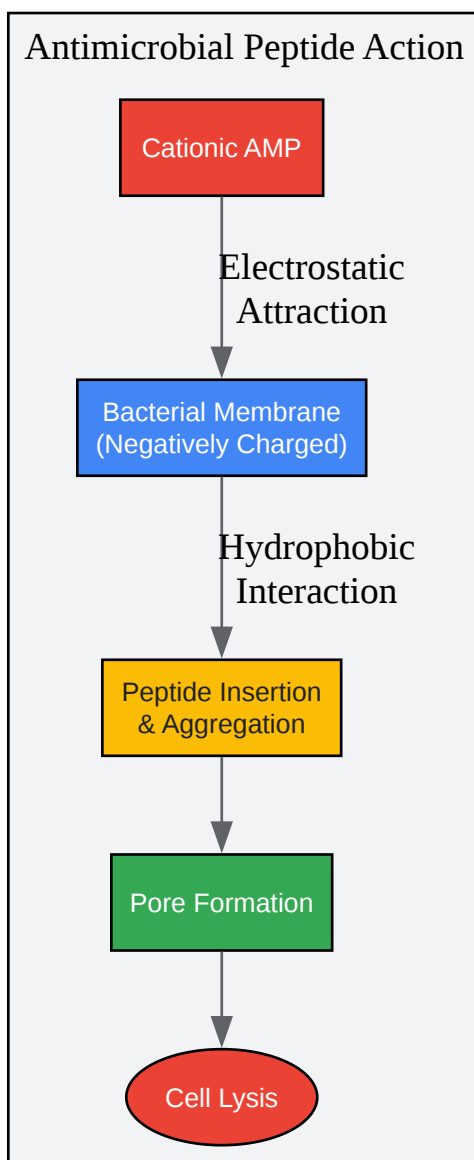 Antimicrobial Peptide Action
Cationic AMP
Electrostatic
Attraction
Bacterial Membrane
(Negatively Charged)
Hydrophobic
Interaction
Peptide Insertion
& Aggregation
Pore Formation
Cell Lysis